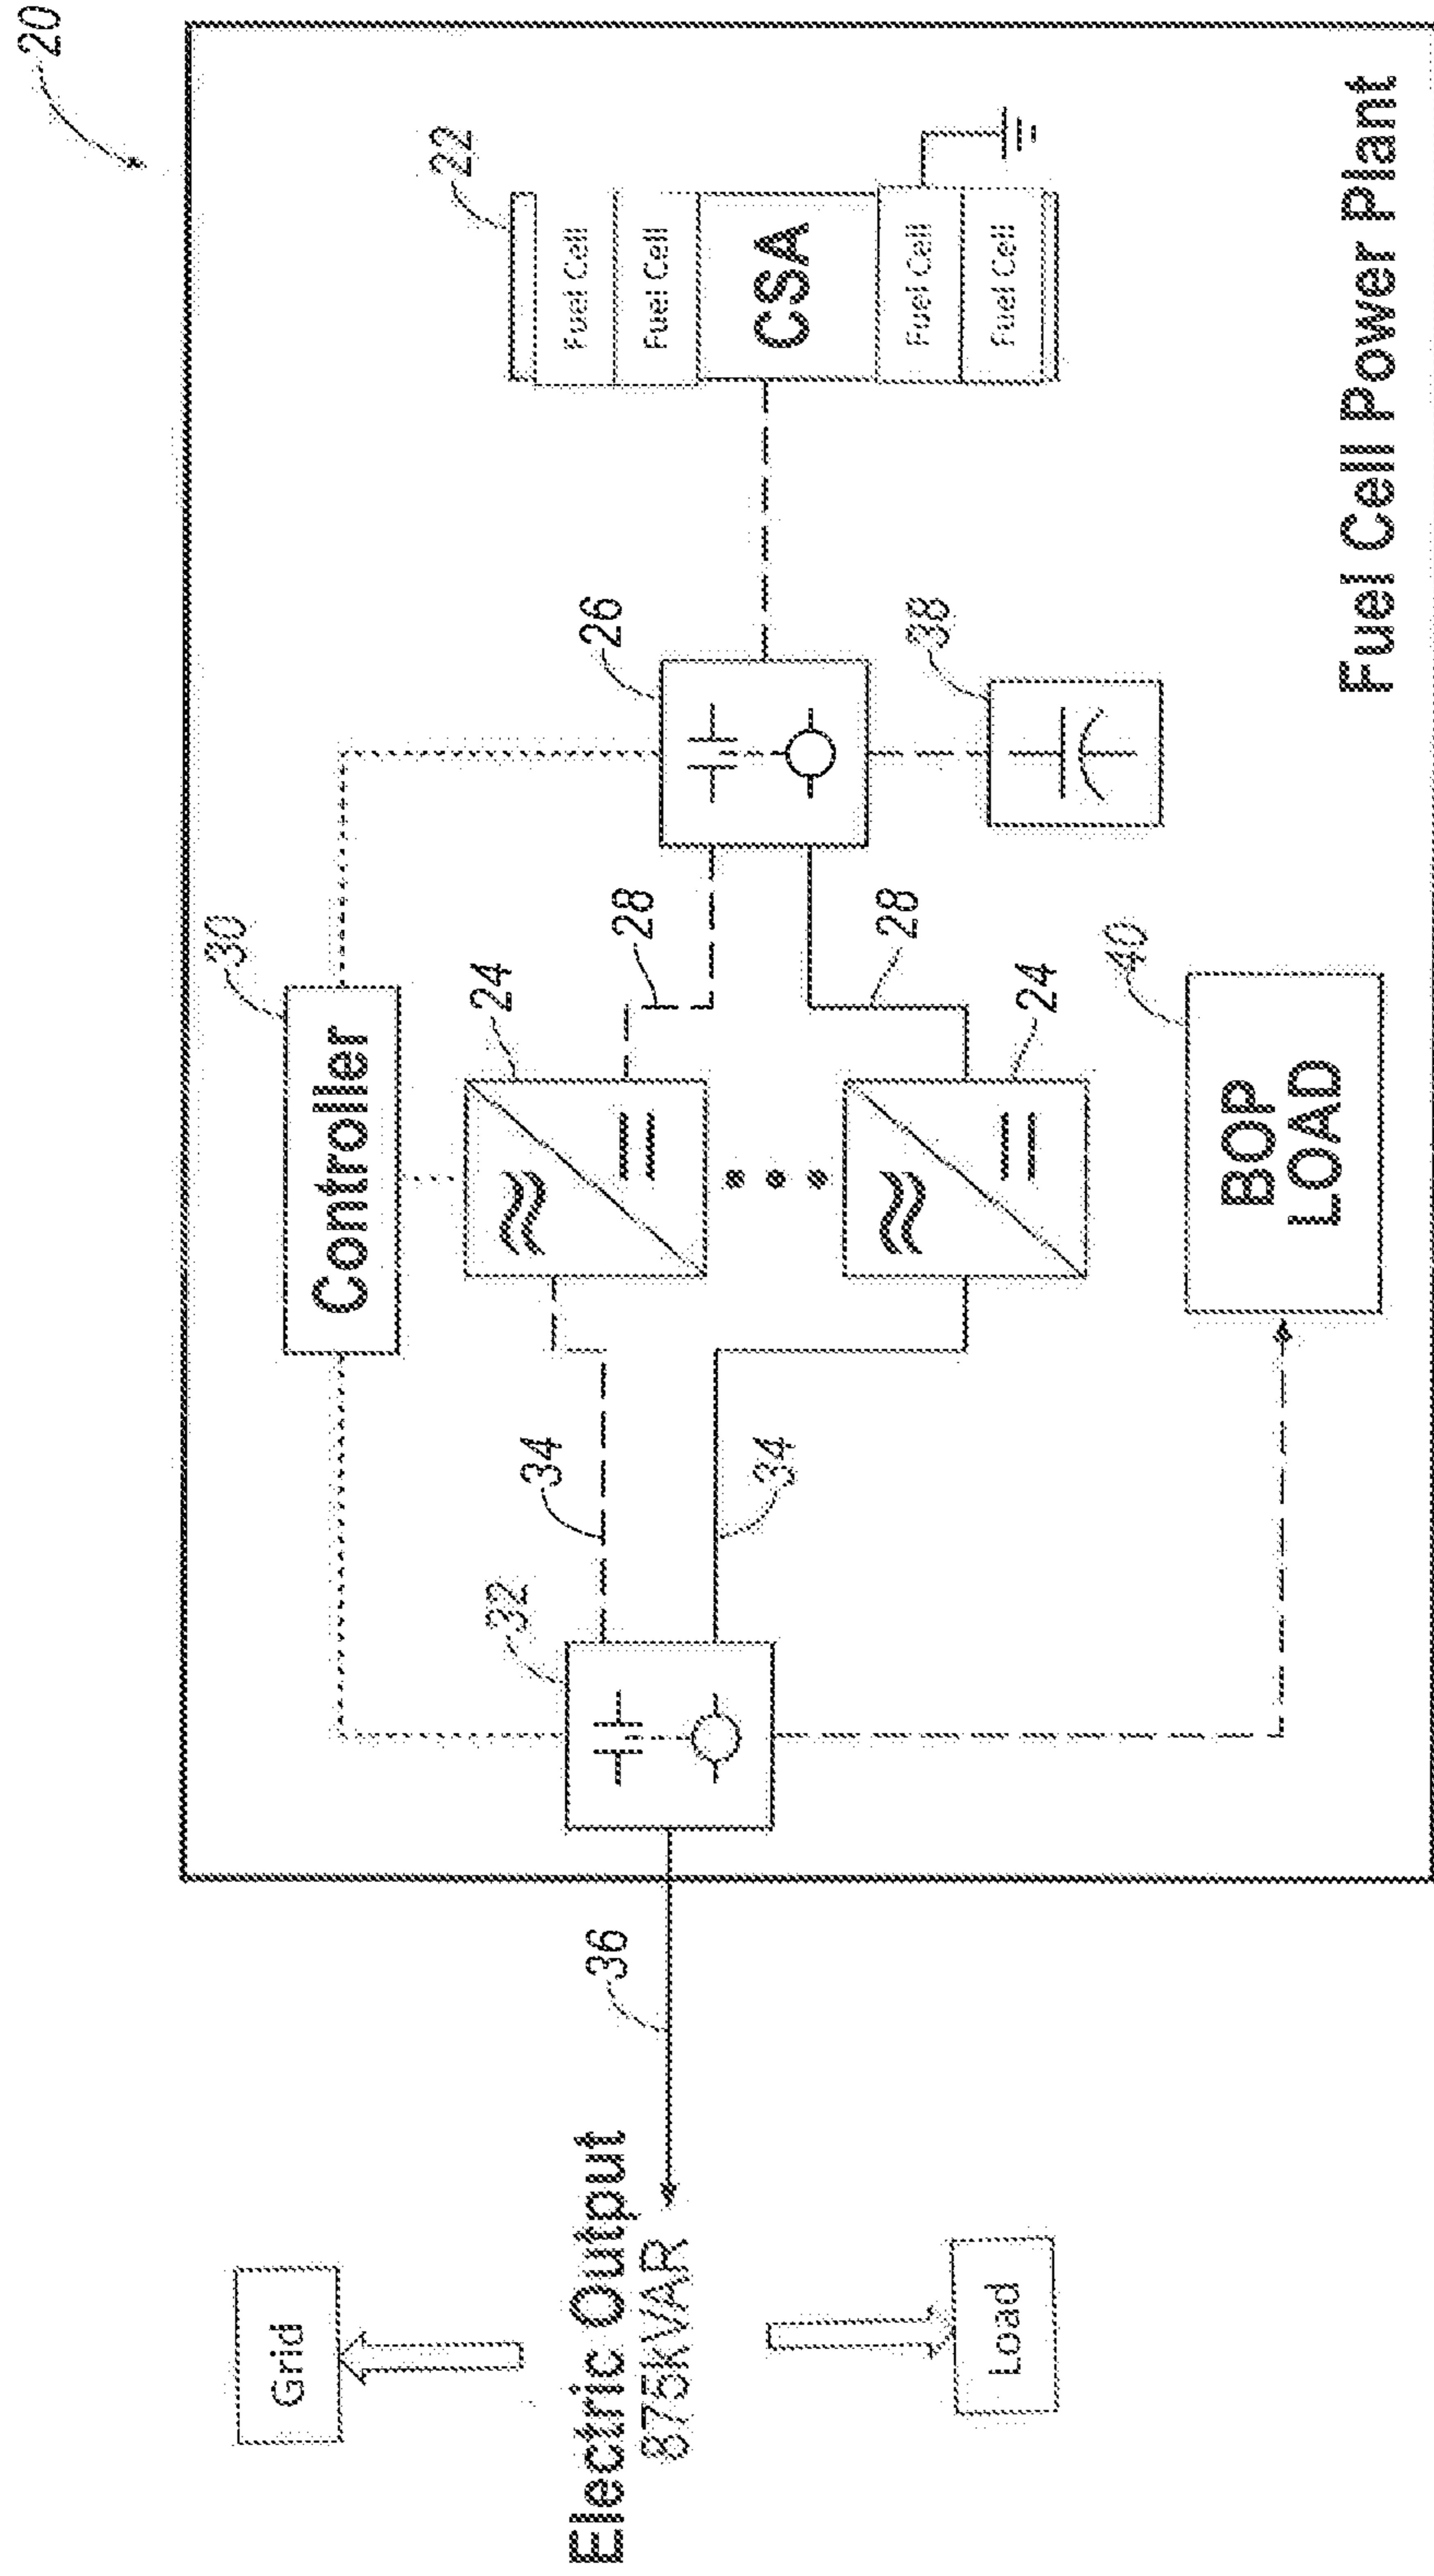 20
22
Fuel Cell
Fuel Cell
CSA
Fuel Cell
Fuel Cell
26
38
30
Controller
28
28
24
24
40
BOP
LOAD
34
34
32
36
Electric Output
875kVAR
Grid
Load
Fuel Cell Power Plant